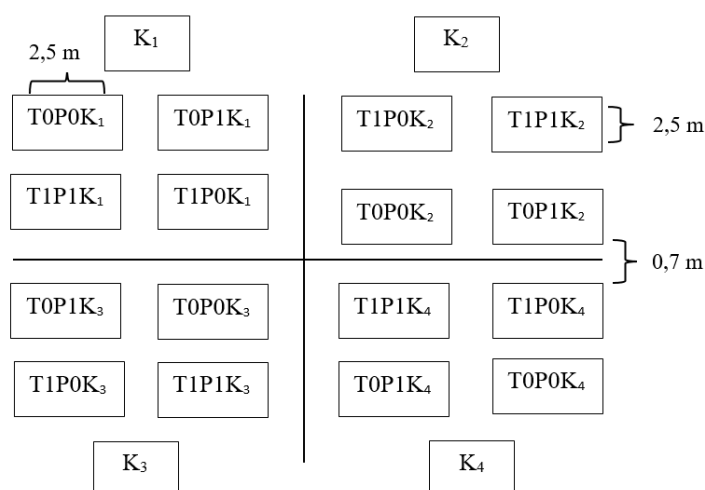 K₁ K₂
2,5 m
T0P0K₁ T0P1K₁ T1P0K₂ T1P1K₂ 2,5 m
T1P1K₁ T1P0K₁ T0P0K₂ T0P1K₂
0,7 m
T0P1K₃ T0P0K₃ T1P1K₄ T1P0K₄
T1P0K₃ T1P1K₃ T0P1K₄ T0P0K₄
K₃ K₄